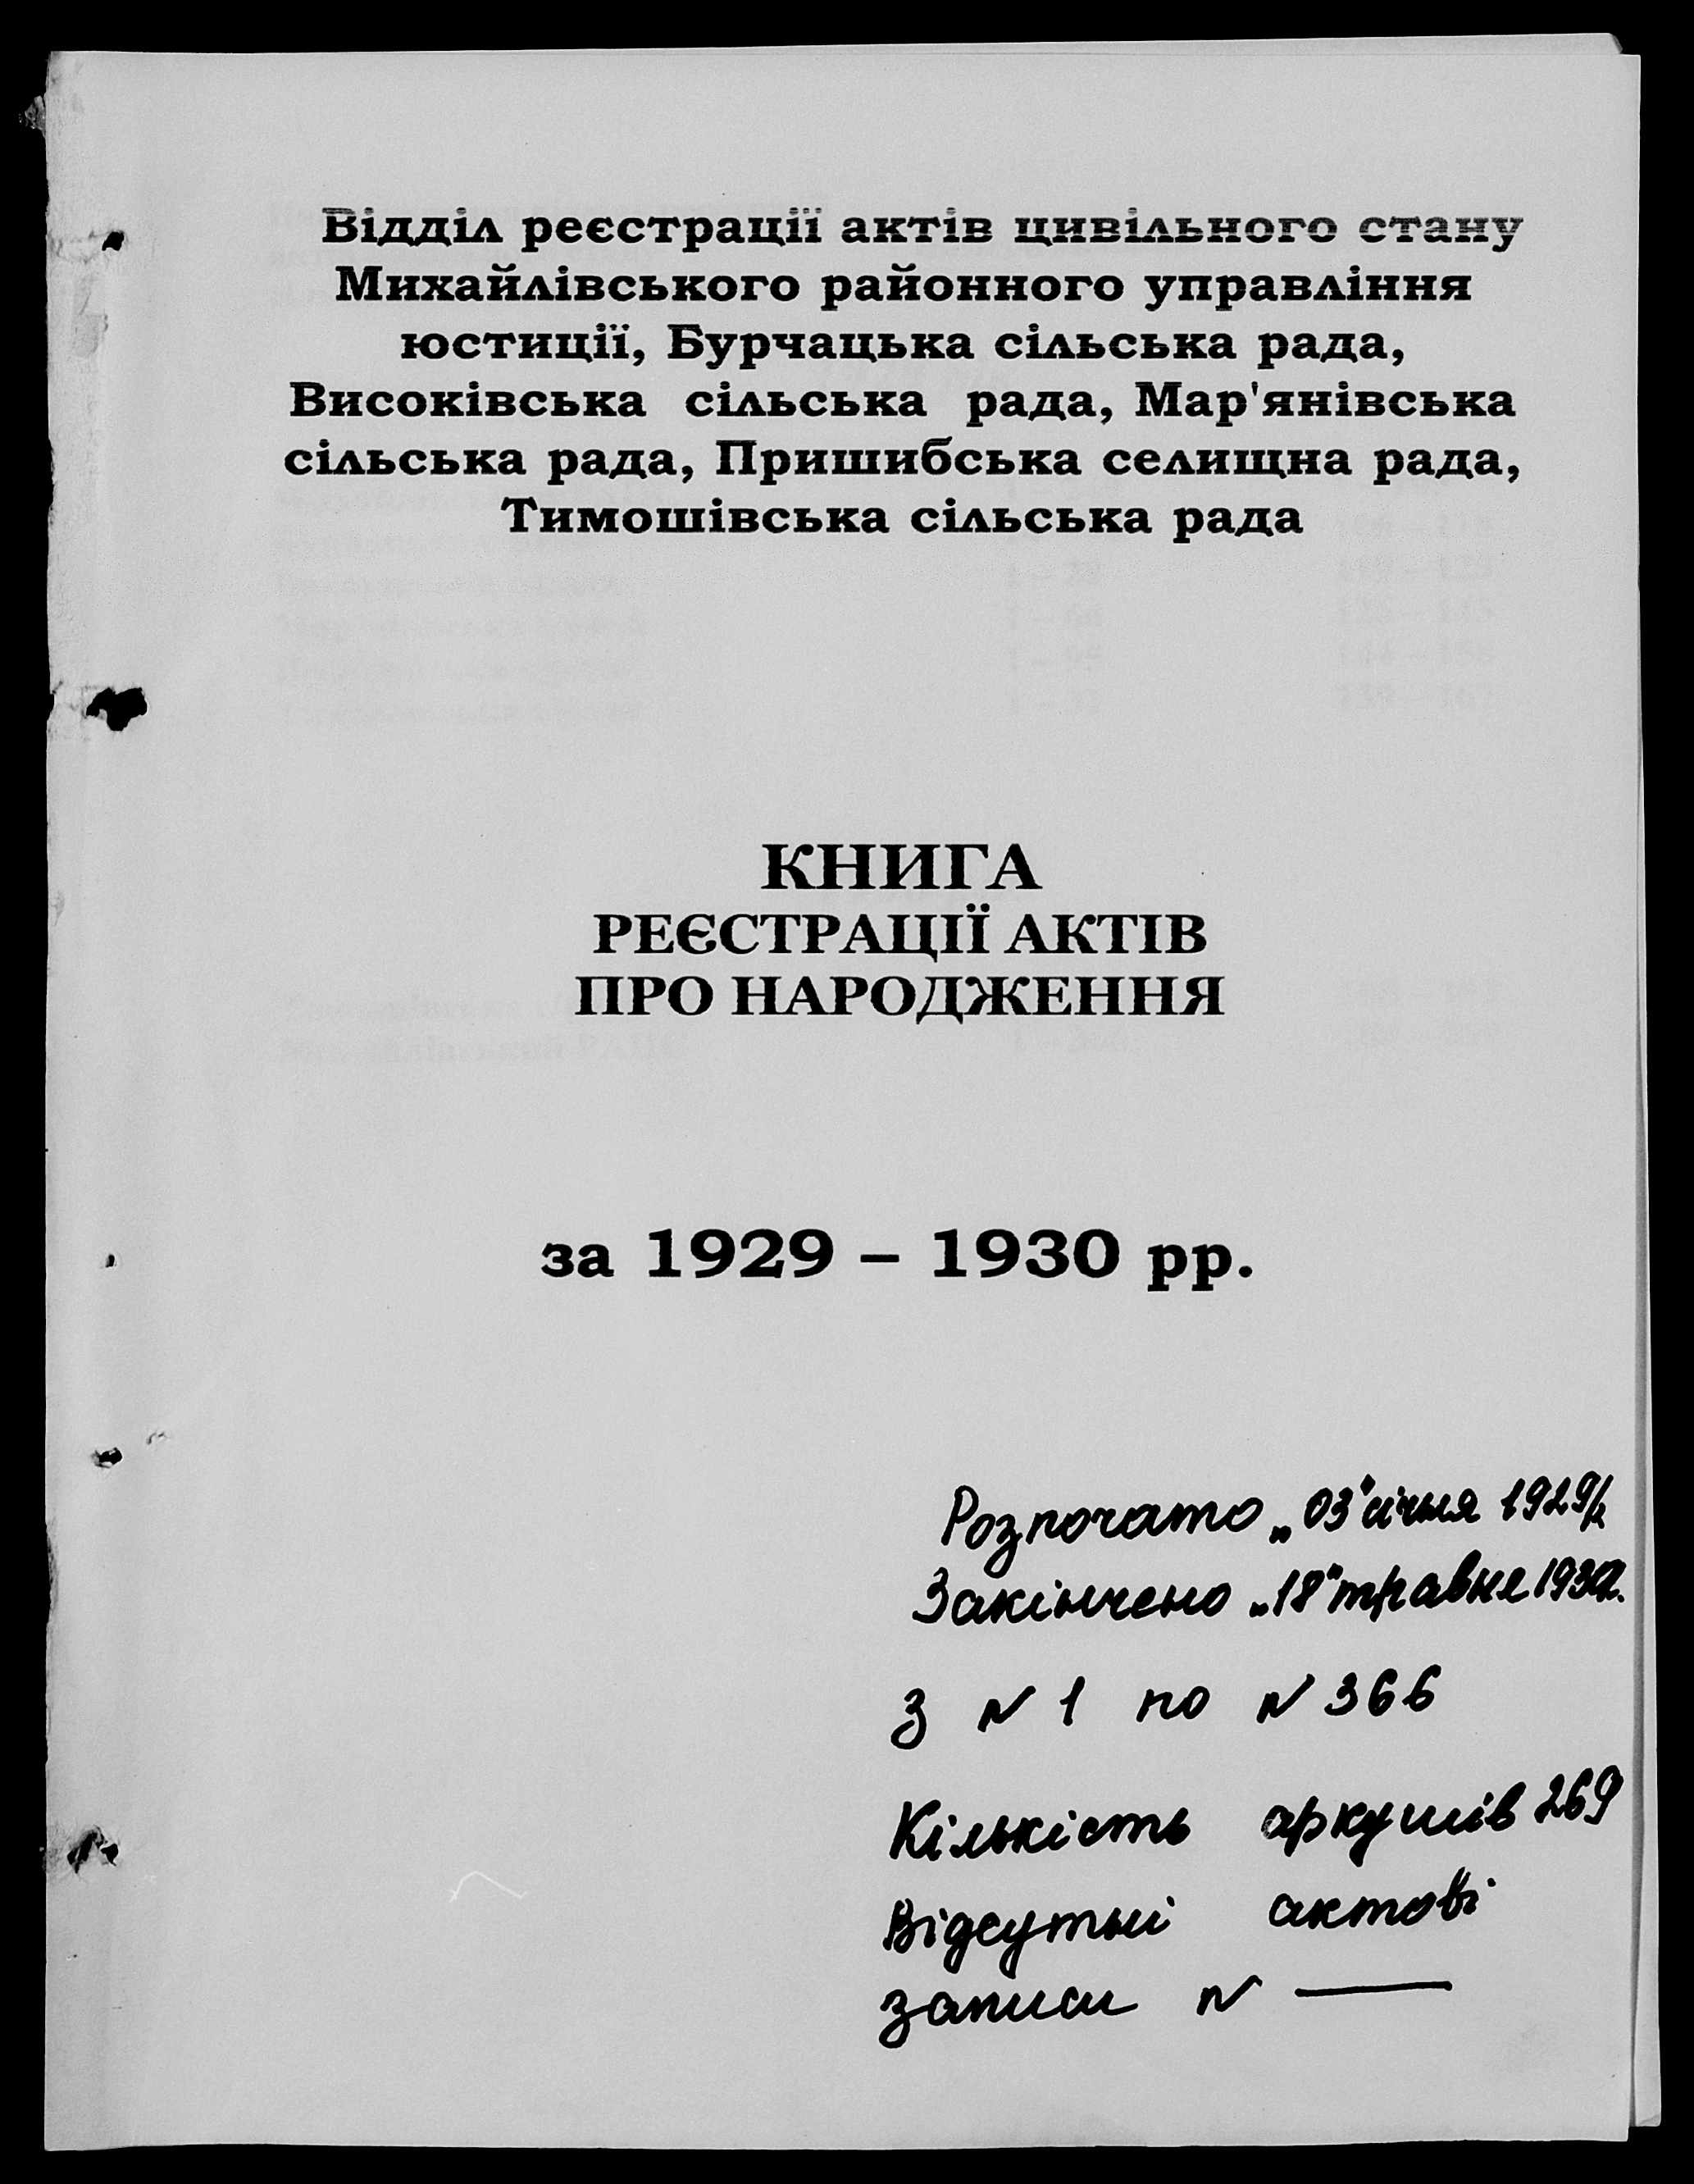 Відділ реєстрації актів цивільного стану
Михайлівського районного управління
юстиції, Бурчацька сільська рада,
Високівська сільська рада, Мар'янівська
сільська рада, Пришибська селищна рада,
Тимошівська сільська рада
КНИГА
РЕЄСТРАЦІЇ АКТІВ
ПРО НАРОДЖЕННЯ
за 1929 – 1930 рр.
Розпочато „03" січня 1929р.
Закінчено „18" травня 1930р.
З № 1 по № 366
Кількість аркушів 269
Відсутні актові
записи № —